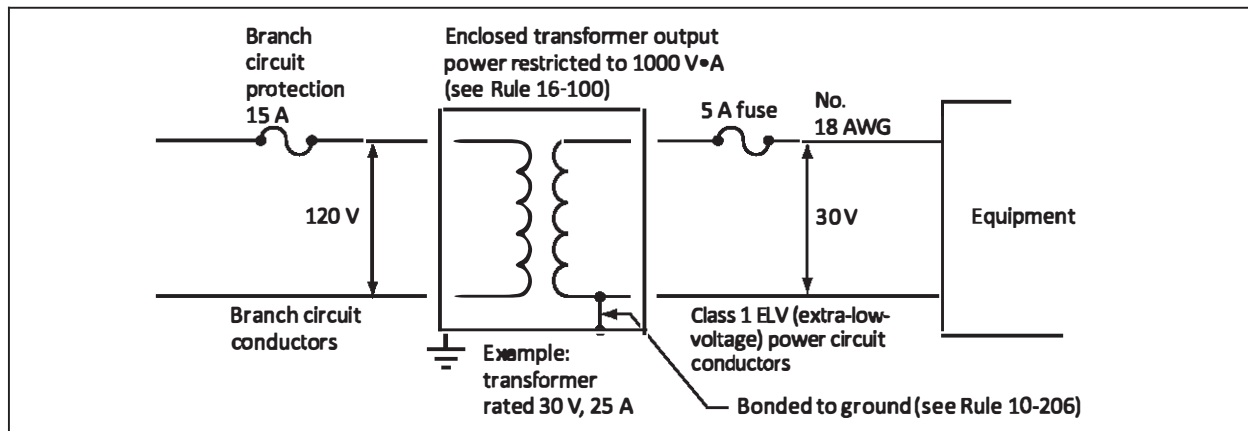 Branch
circuit
protection
15 A
Enclosed transformer output
power restricted to 1000 V•A
(see Rule 16-100)
5 A fuse
No.
18 AWG
120 V
30 V
Equipment
Branch circuit
conductors
Example:
transformer
rated 30 V, 25 A
Class 1 ELV (extra-low-
voltage) power circuit
conductors
Bonded to ground (see Rule 10-206)